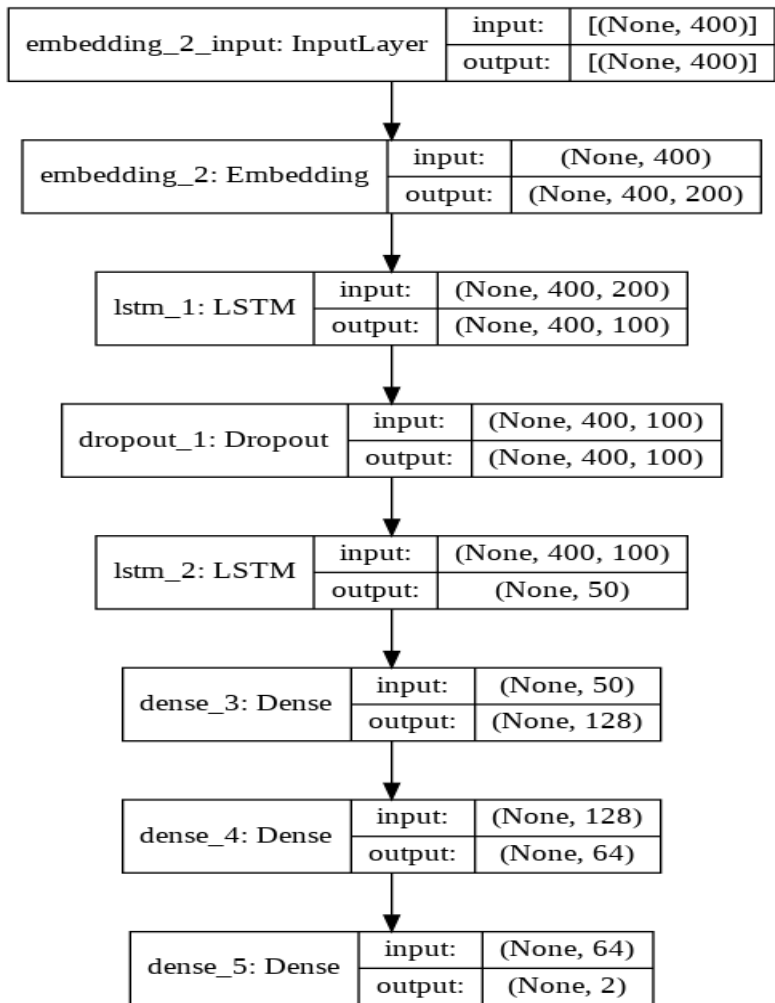 embedding_2_input: InputLayer
input: [(None, 400)]
output: [(None, 400)]
embedding_2: Embedding
input: (None, 400)
output: (None, 400, 200)
lstm_1: LSTM
input: (None, 400, 200)
output: (None, 400, 100)
dropout_1: Dropout
input: (None, 400, 100)
output: (None, 400, 100)
lstm_2: LSTM
input: (None, 400, 100)
output: (None, 50)
dense_3: Dense
input: (None, 50)
output: (None, 128)
dense_4: Dense
input: (None, 128)
output: (None, 64)
dense_5: Dense
input: (None, 64)
output: (None, 2)